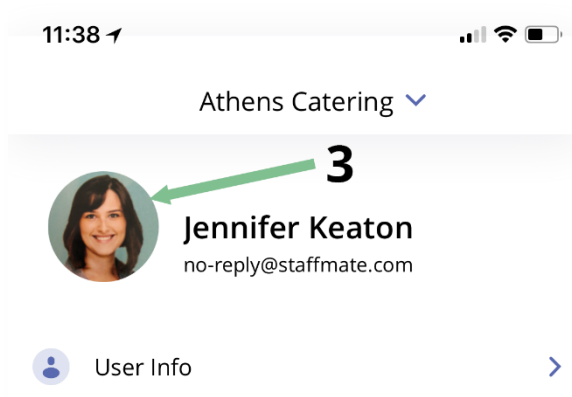 11:38
Athens Catering
3
Jennifer Keaton
no-reply@staffmate.com
User Info